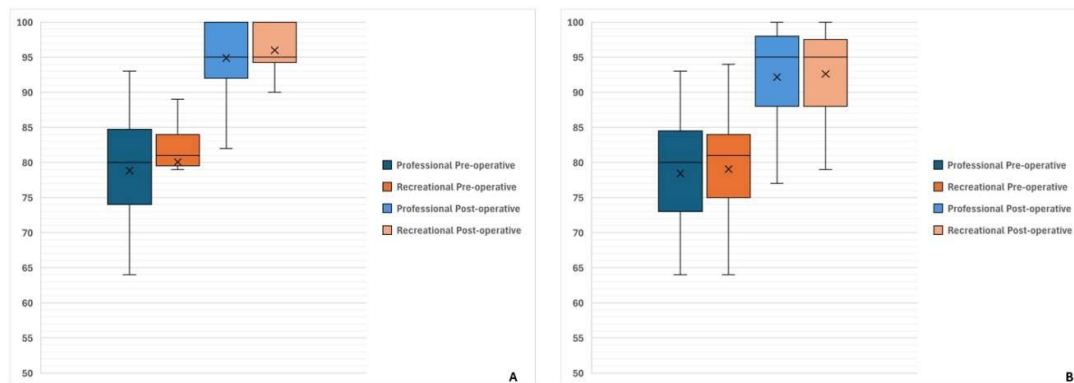 100
95
90
85
80
75
70
65
60
55
50
Professional Pre-operative
Recreational Pre-operative
Professional Post-operative
Recreational Post-operative
A
100
95
90
85
80
75
70
65
60
55
50
Professional Pre-operative
Recreational Pre-operative
Professional Post-operative
Recreational Post-operative
B